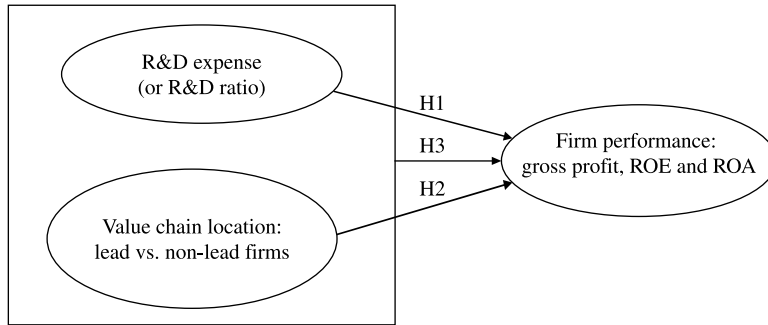 R&D expense
(or R&D ratio)
H1
H3
H2
Firm performance:
gross profit, ROE and ROA
Value chain location:
lead vs. non-lead firms